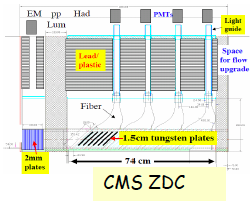 EM pp Had
Lum
PMTs
Light
guide
Lead/
plastic
Space
for flow
upgrade
Fiber
1.5cm tungsten plates
2mm
plates
74 cm
CMS ZDC